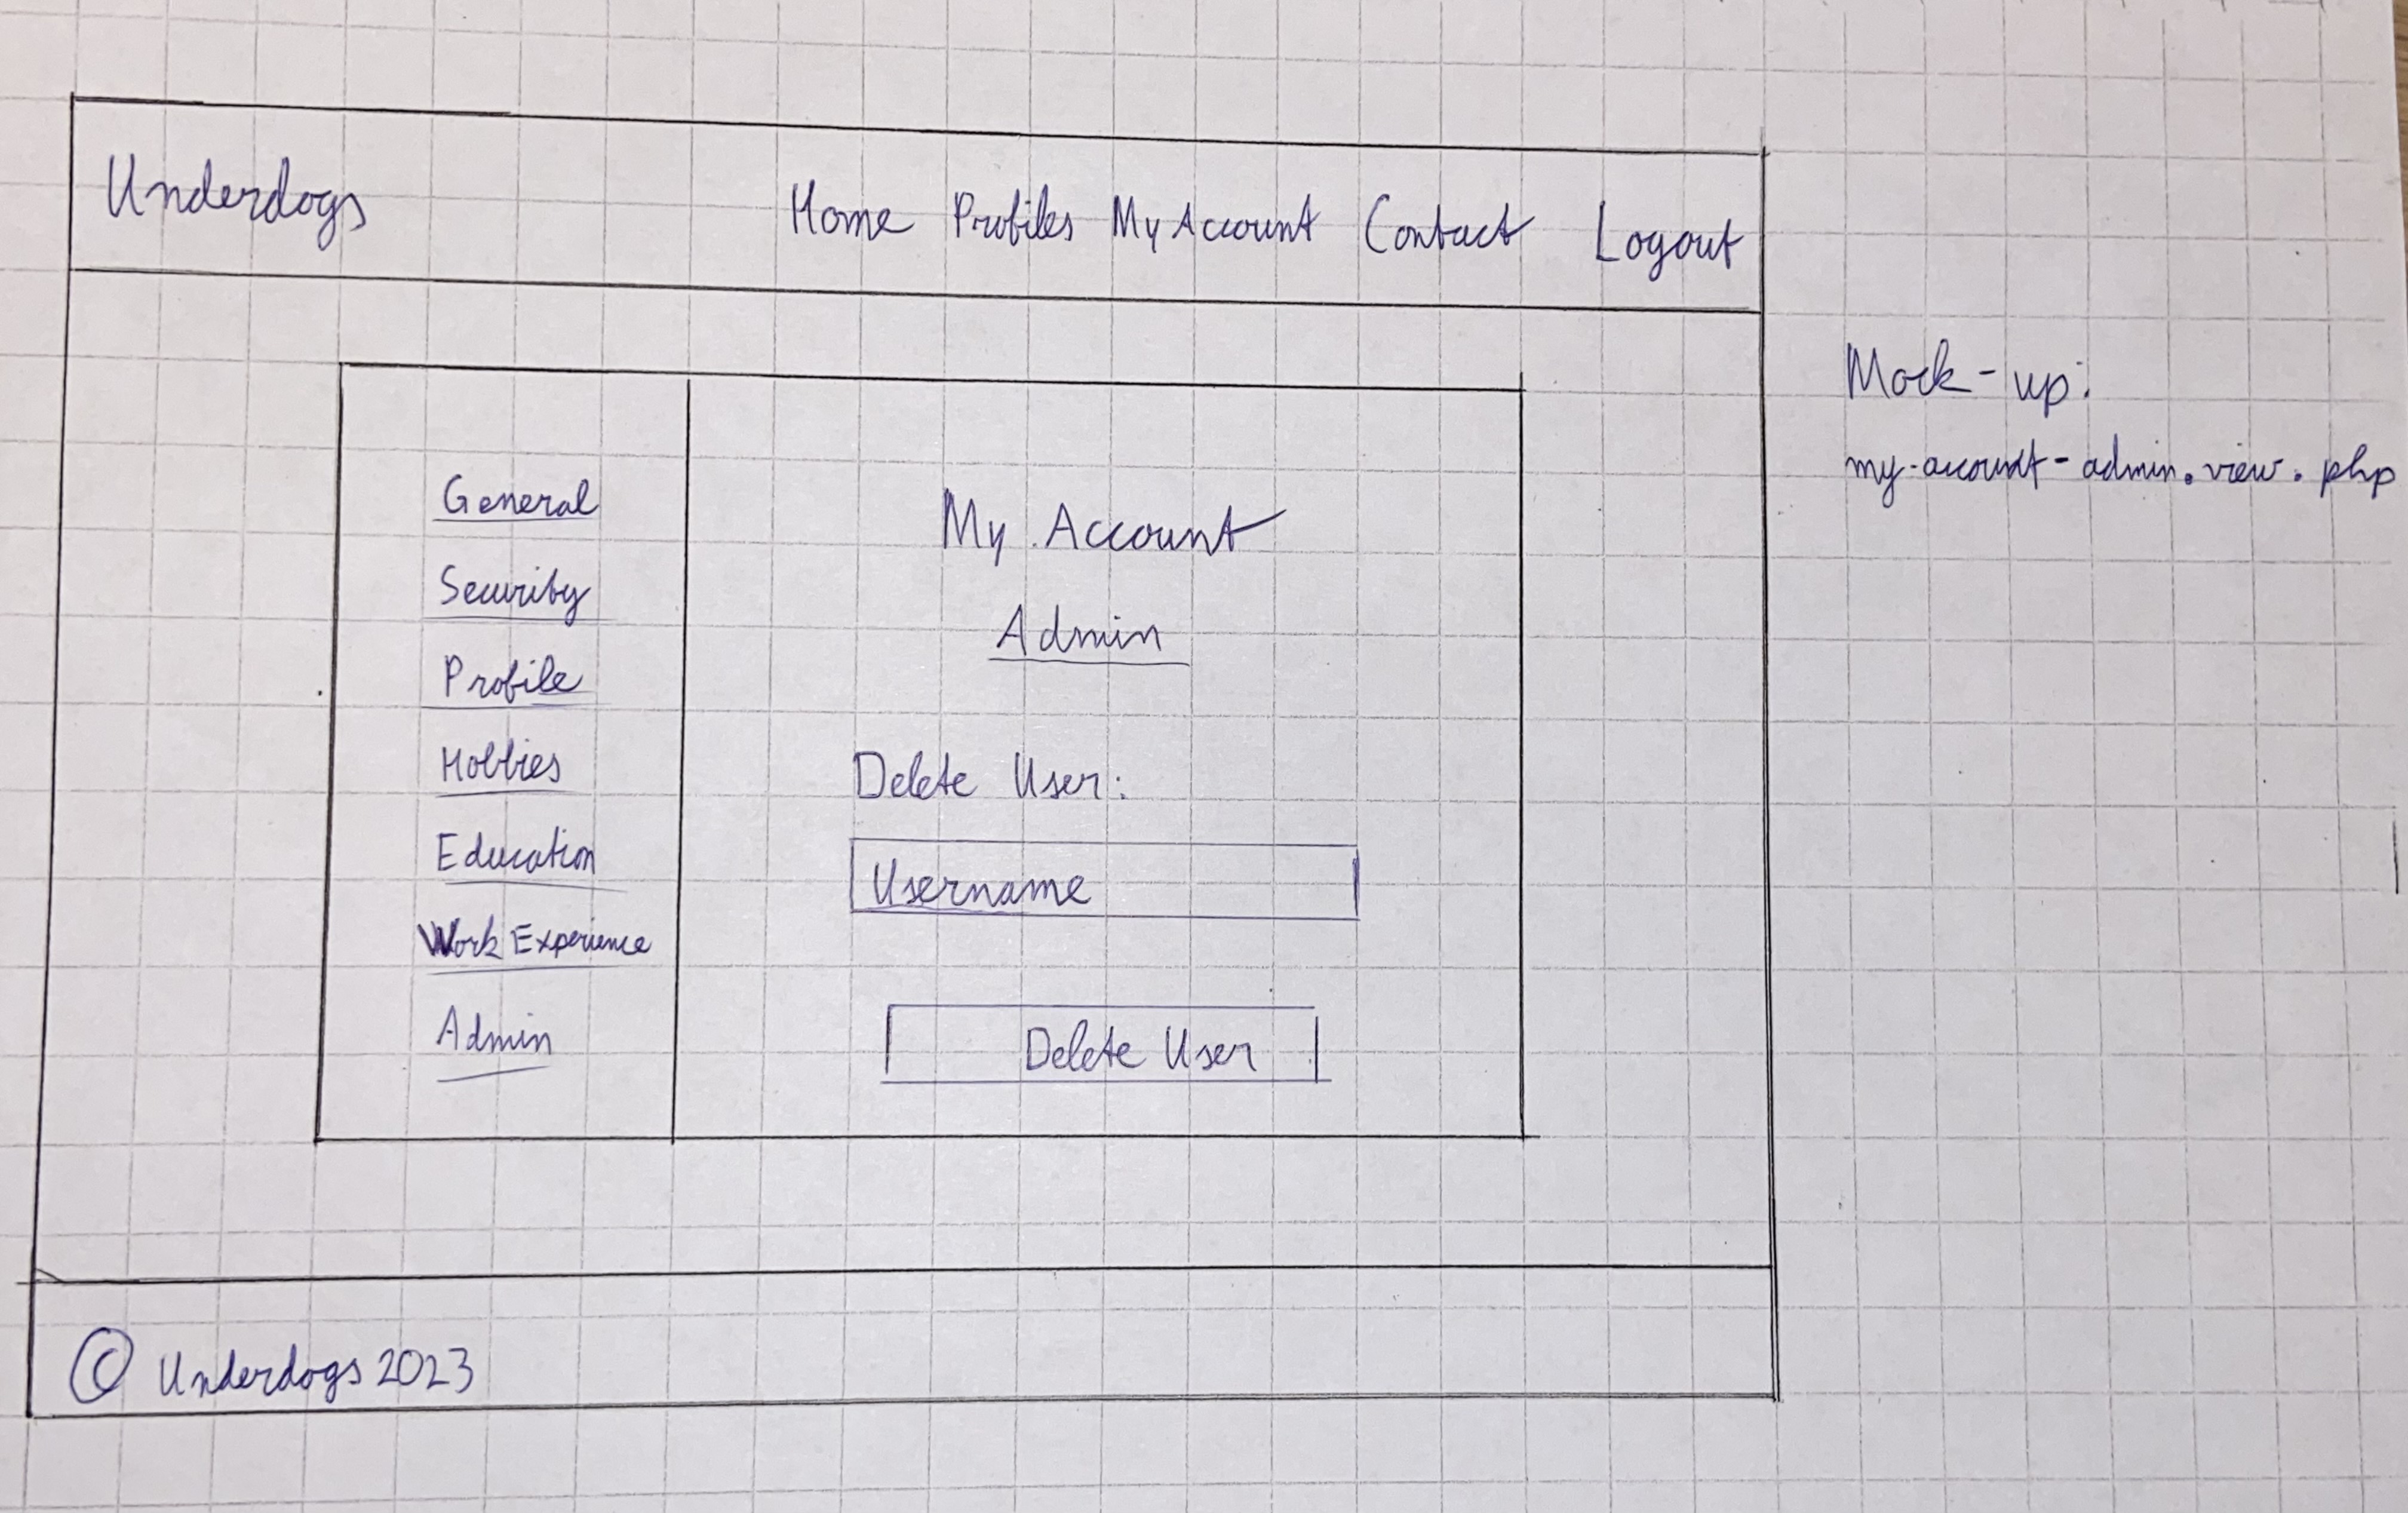 Underdogs Home Profiles My Account Contact Logout
Mock-up:
my-account-admin.view.php
General
Security
Profile
Hobbies
Education
Work Experience
Admin
My Account
Admin
Delete User:
Username
Delete User
© Underdogs 2023